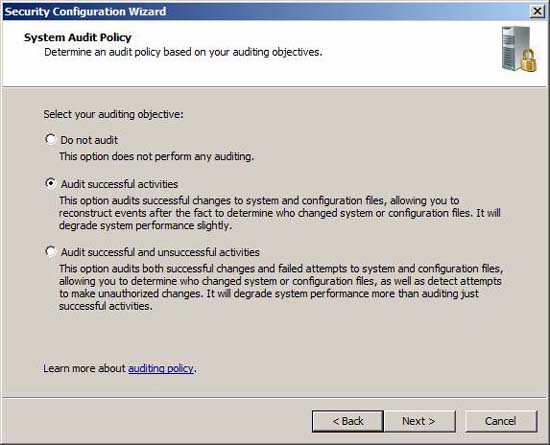 Security Configuration Wizard
System Audit Policy
Determine an audit policy based on your auditing objectives.
Select your auditing objective:
Do not audit
This option does not perform any auditing.
Audit successful activities
This option audits successful changes to system and configuration files, allowing you to
reconstruct events after the fact to determine who changed system or configuration files. It will
degrade system performance slightly.
Audit successful and unsuccessful activities
This option audits both successful changes and failed attempts to system and configuration files,
allowing you to determine who changed system or configuration files, as well as detect attempts
to make unauthorized changes. It will degrade system performance more than auditing just
successful activities.
Learn more about auditing policy.
< Back Next > Cancel